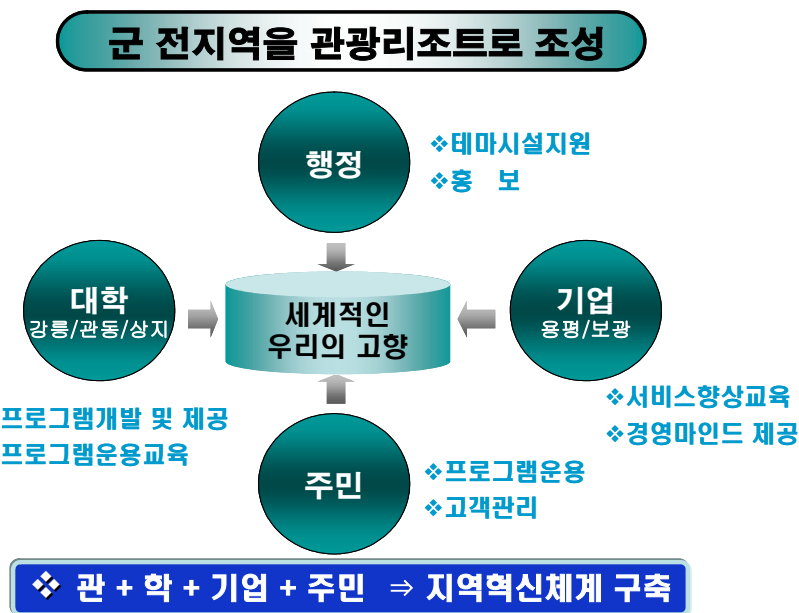 군 전지역을 관광리조트로 조성
행정
❖테마시설지원
❖홍 보
대학
강릉/관동/상지
세계적인
우리의 고향
기업
용평/보광
프로그램개발 및 제공
프로그램운용교육
❖서비스향상교육
❖경영마인드 제공
주민
❖프로그램운용
❖고객관리
❖ 관 + 학 + 기업 + 주민 ⇒ 지역혁신체계 구축